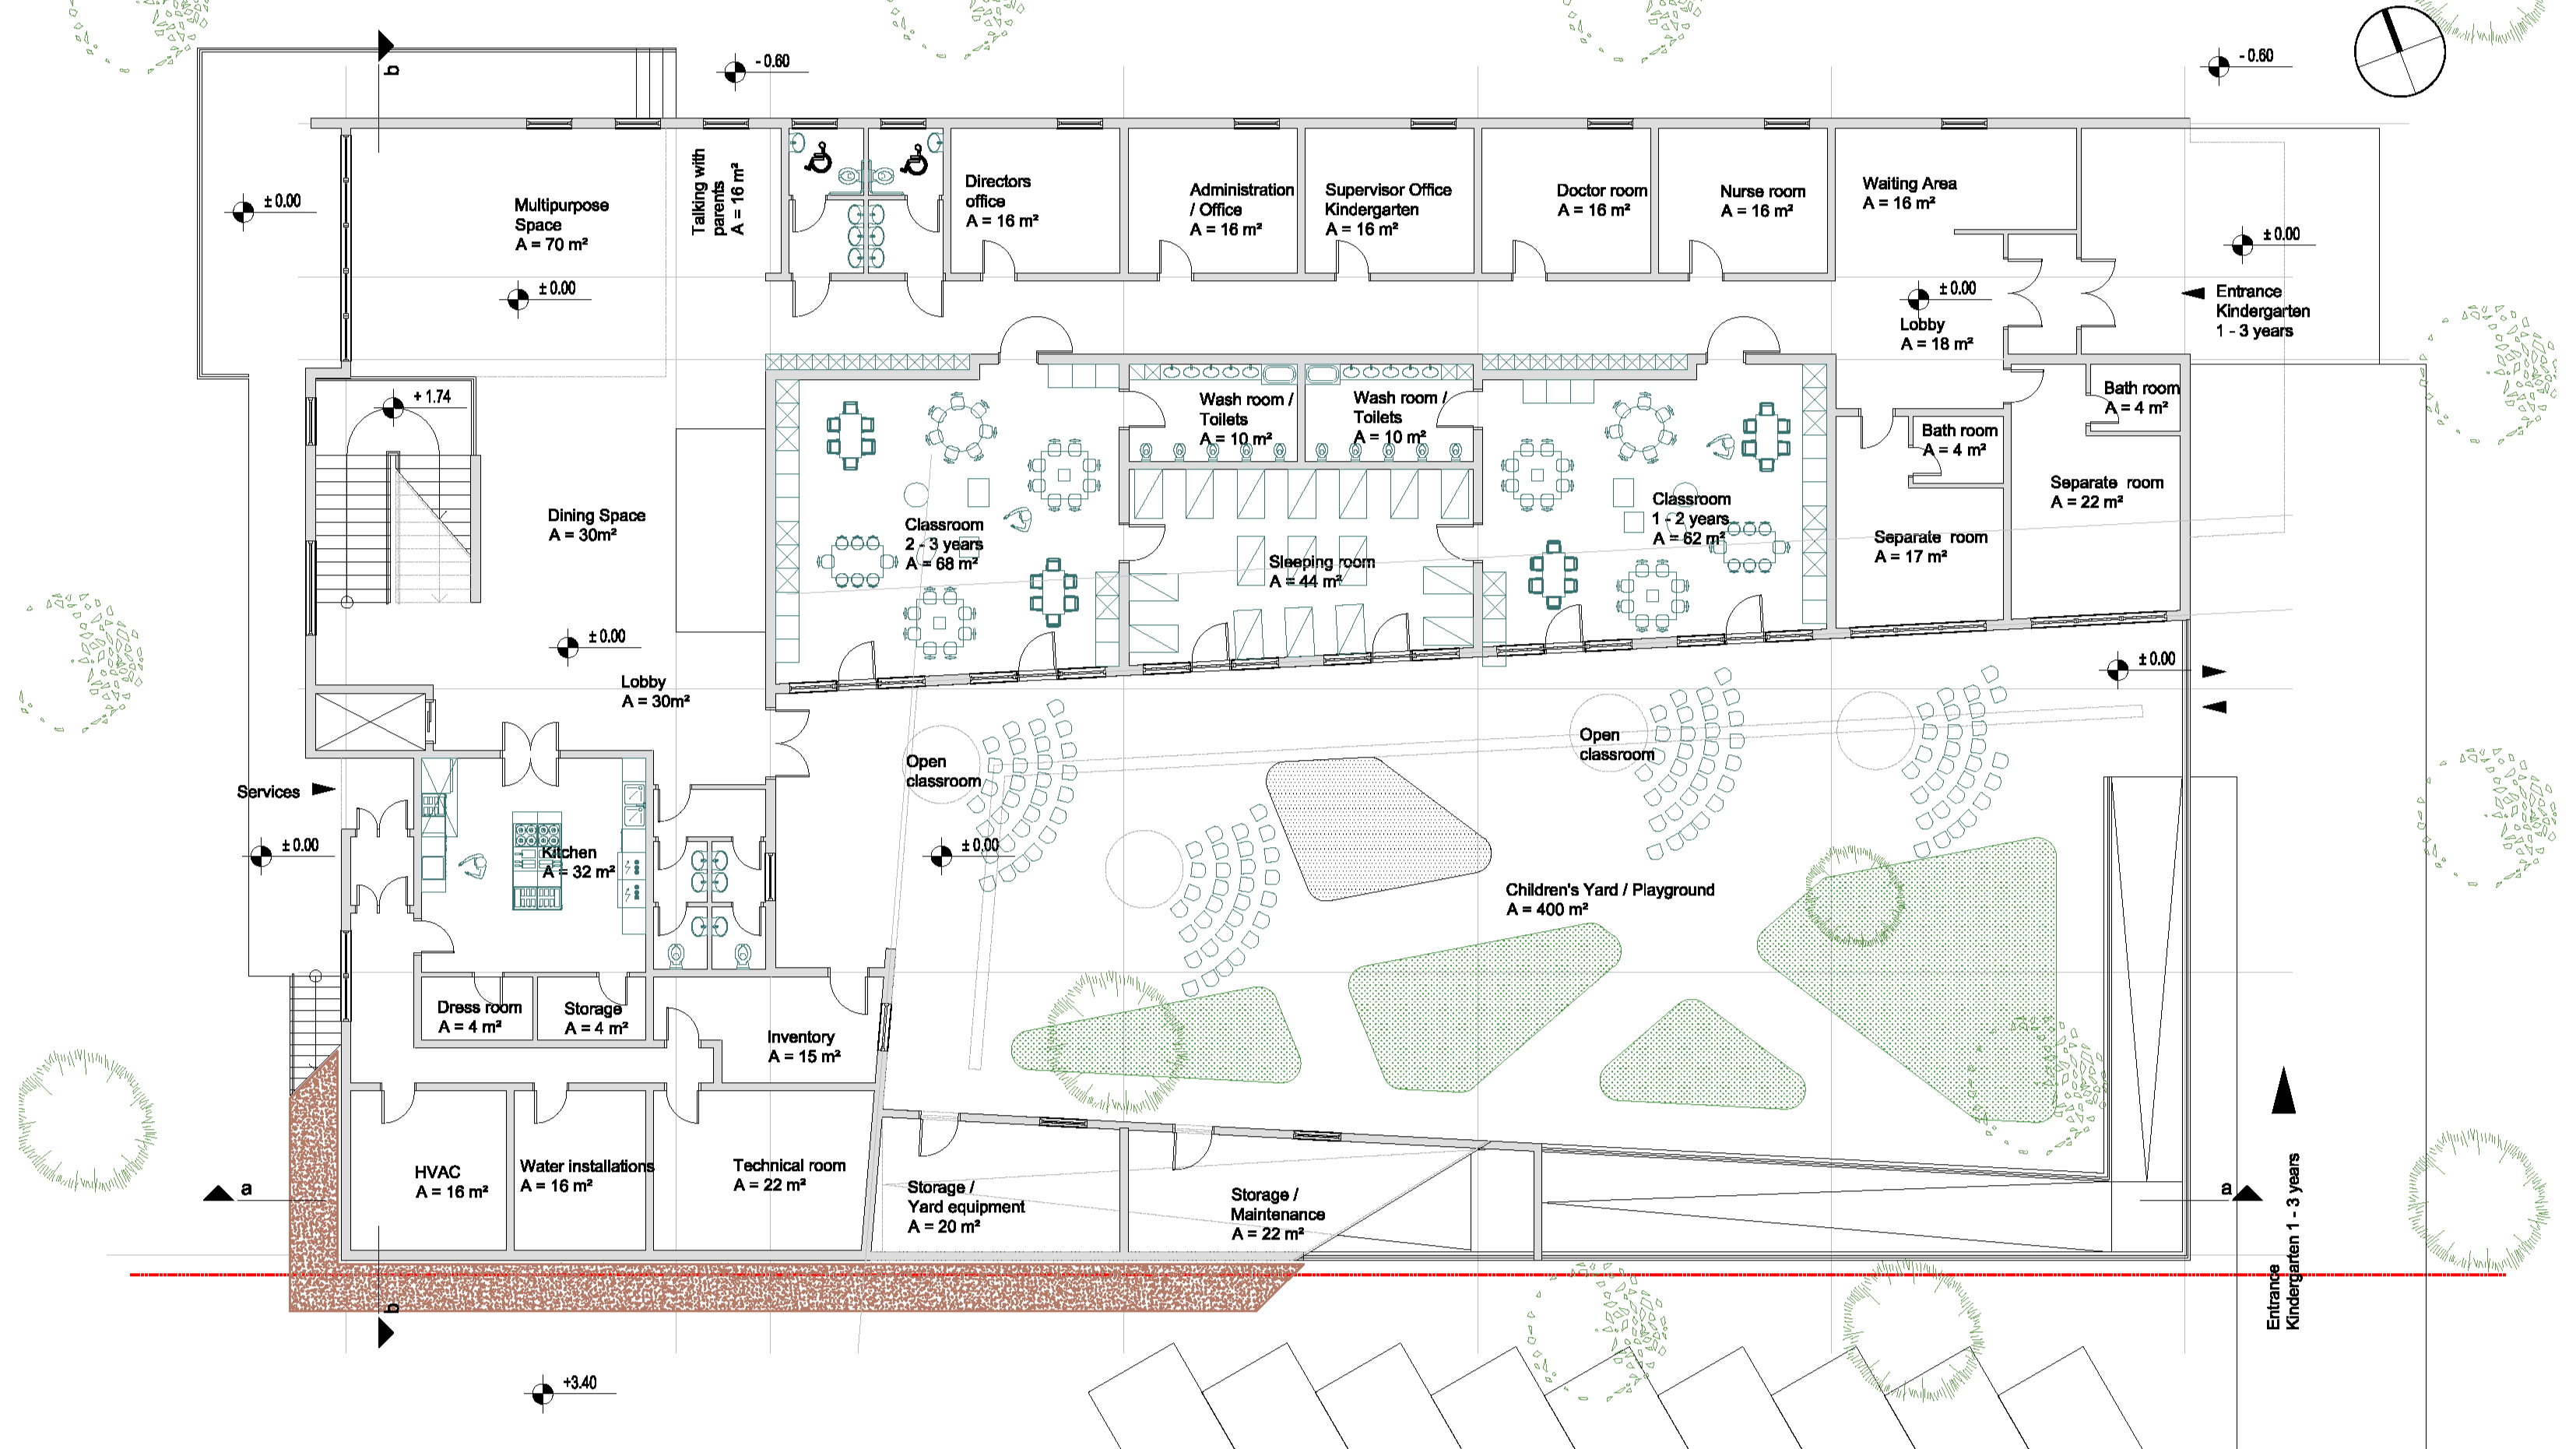 b
- 0.60
- 0.60
± 0.00
Multipurpose
Space
A = 70 m²
± 0.00
Talking with
parents
A = 16 m²
Directors
office
A = 16 m²
Administration
/ Office
A = 16 m²
Supervisor Office
Kindergarten
A = 16 m²
Doctor room
A = 16 m²
Nurse room
A = 16 m²
Waiting Area
A = 16 m²
± 0.00
Lobby
A = 18 m²
± 0.00
Entrance
Kindergarten
1 - 3 years
+ 1.74
Dining Space
A = 30m²
± 0.00
Lobby
A = 30m²
Classroom
2 - 3 years
A = 68 m²
Wash room /
Toilets
A = 10 m²
Wash room /
Toilets
A = 10 m²
Sleeping room
A = 44 m²
Classroom
1 - 2 years
A = 62 m²
Bath room
A = 4 m²
Bath room
A = 4 m²
Separate room
A = 17 m²
Separate room
A = 22 m²
± 0.00
Open
classroom
Open
classroom
± 0.00
Children's Yard / Playground
A = 400 m²
Services
± 0.00
Kitchen
A = 32 m²
Dress room
A = 4 m²
Storage
A = 4 m²
Inventory
A = 15 m²
HVAC
A = 16 m²
Water installations
A = 16 m²
Technical room
A = 22 m²
Storage /
Yard equipment
A = 20 m²
Storage /
Maintenance
A = 22 m²
a
a
Entrance
Kindergarten 1 - 3 years
b
+3.40